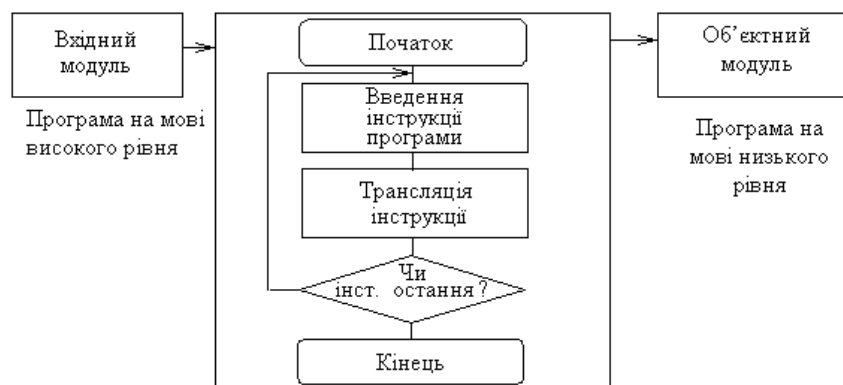 Вхідний
модуль
Програма на мові
високого рівня
Початок
Введення
інструкції
програми
Трансляція
інструкції
Чи
інст. остання ?
Кінець
Об’єктний
модуль
Програма на
мові низького
рівня